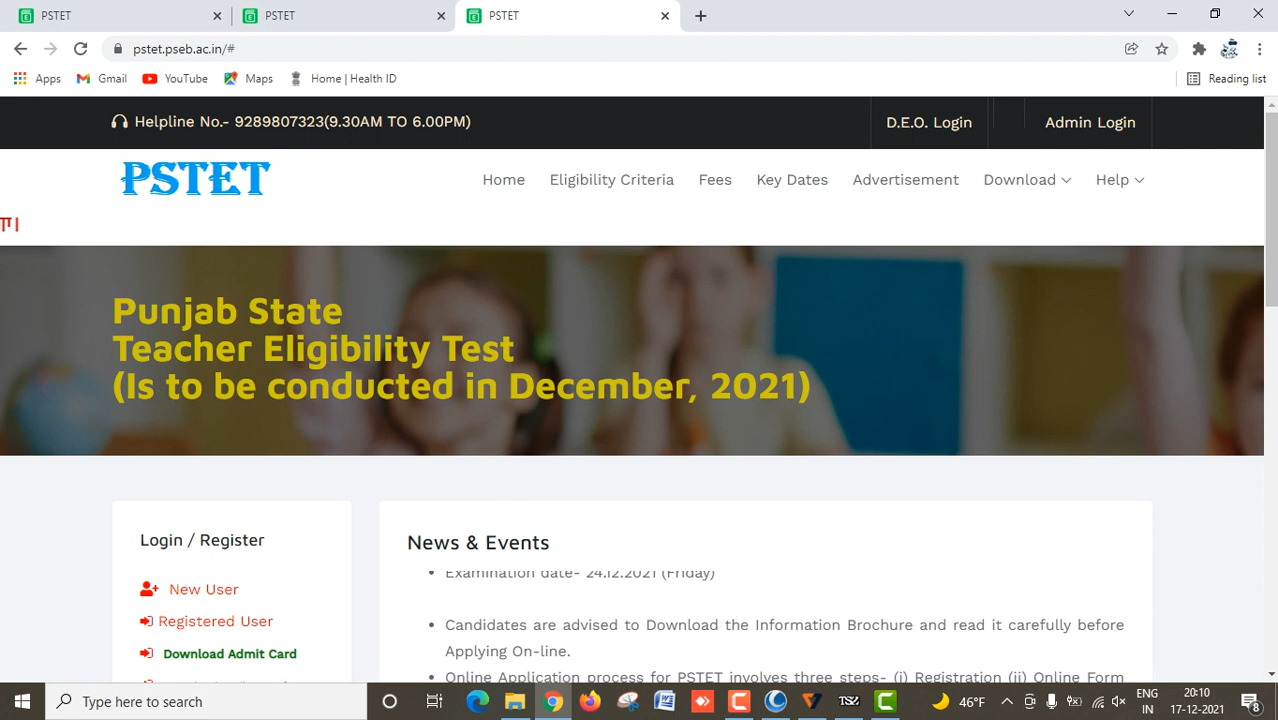 PSTET
PSTET
PSTET
pstet.pseb.ac.in/#
Apps Gmail YouTube Maps Home | Health ID Reading list
Helpline No.- 9289807323(9.30AM TO 6.00PM) D.E.O. Login Admin Login
PSTET Home Eligibility Criteria Fees Key Dates Advertisement Download Help
Punjab State
Teacher Eligibility Test
(Is to be conducted in December, 2021)
Login / Register
New User
Registered User
Download Admit Card
News & Events
Examination date- 24.12.2021 (Friday)
Candidates are advised to Download the Information Brochure and read it carefully before
Applying On-line.
Online Application process for PSTET involves three steps- (i) Registration (ii) Online Form
Type here to search
46°F
ENG
IN
20:10
17-12-2021
8